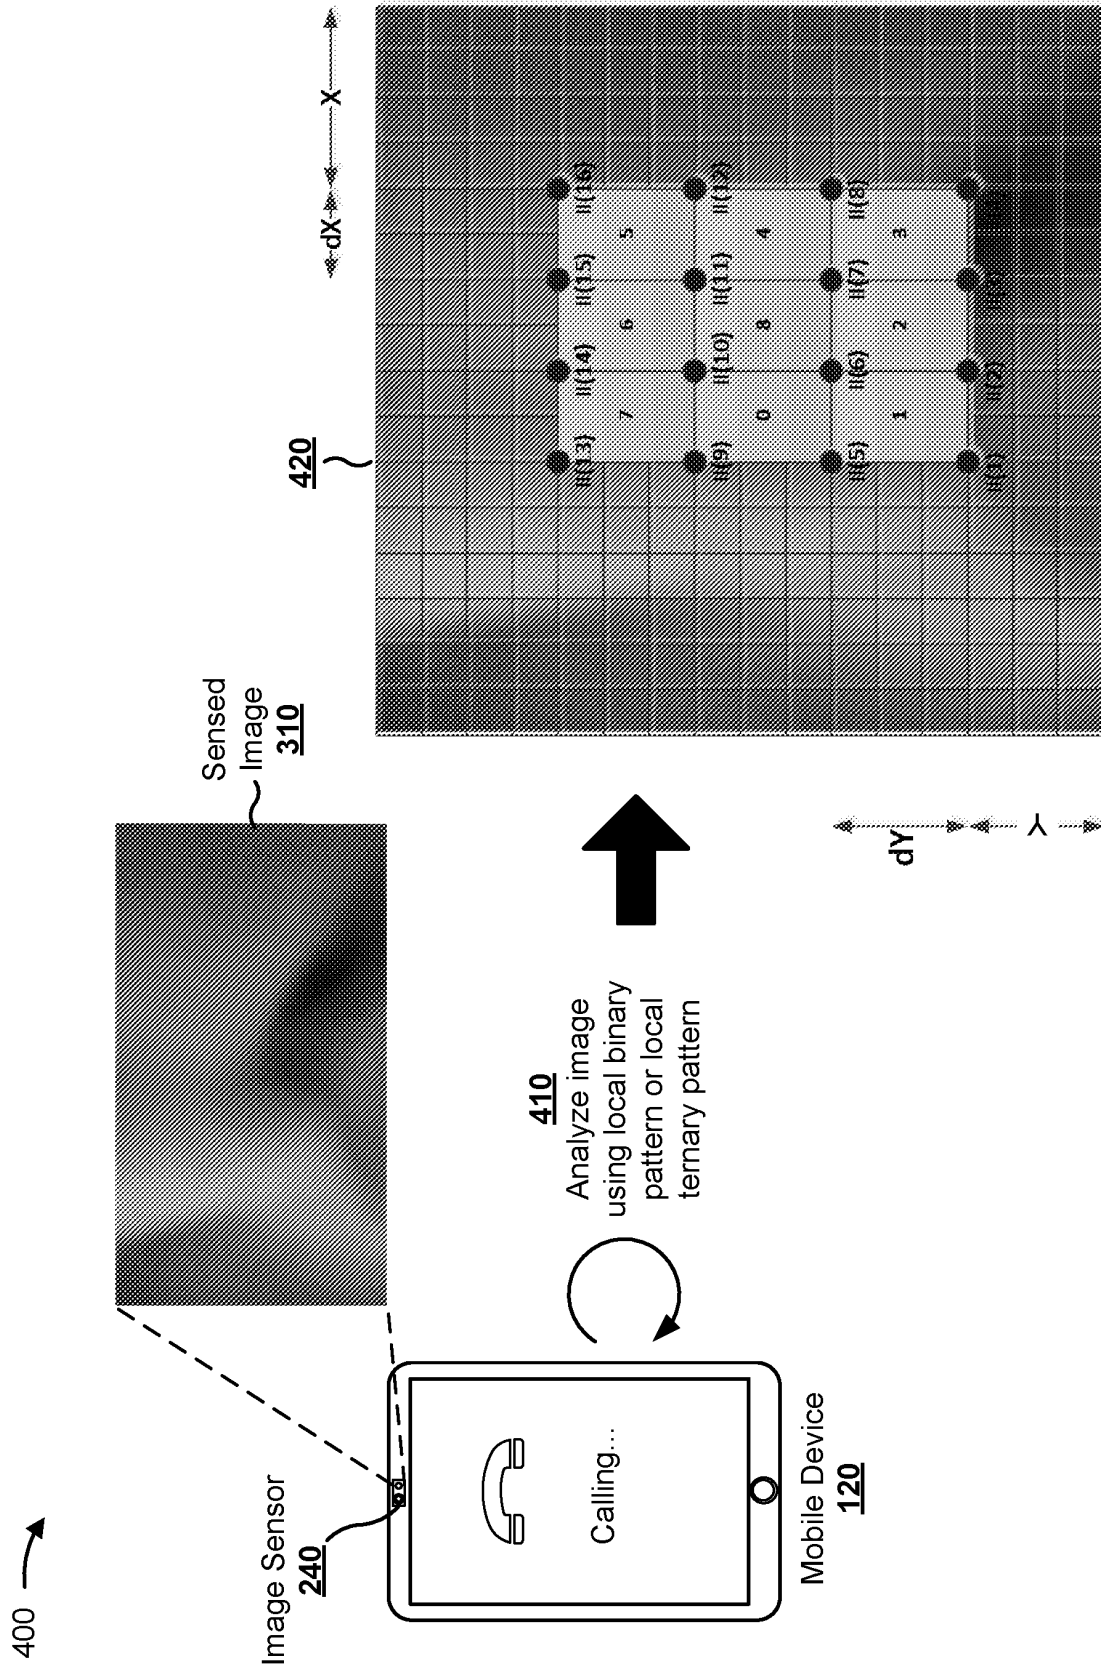 400
Image Sensor
240
Calling...
Mobile Device
120
Sensed
Image
310
410
Analyze image
using local binary
pattern or local
ternary pattern
420
dX X
dY
Y
II(13) II(14) II(15) II(16)
7 6 5
II(9) II(10) II(11) II(12)
0 8 4
II(5) II(6) II(7) II(8)
1 2 3
II(1) II(2) II(3)